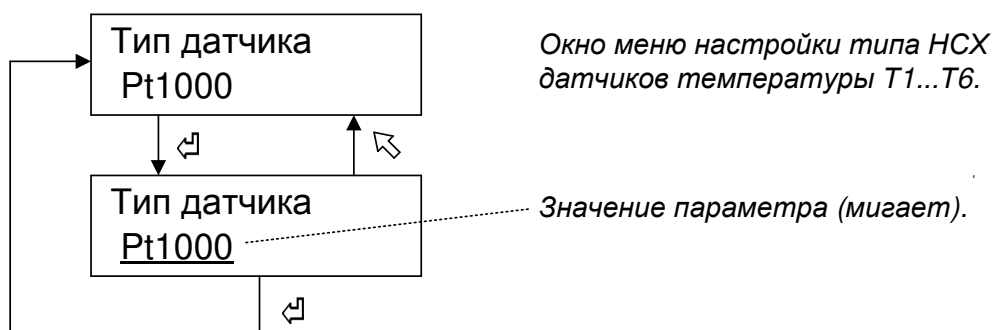 Тип датчика
Pt1000
Окно меню настройки типа НСХ
датчиков температуры Т1...Т6.
Тип датчика
Pt1000
Значение параметра (мигает).